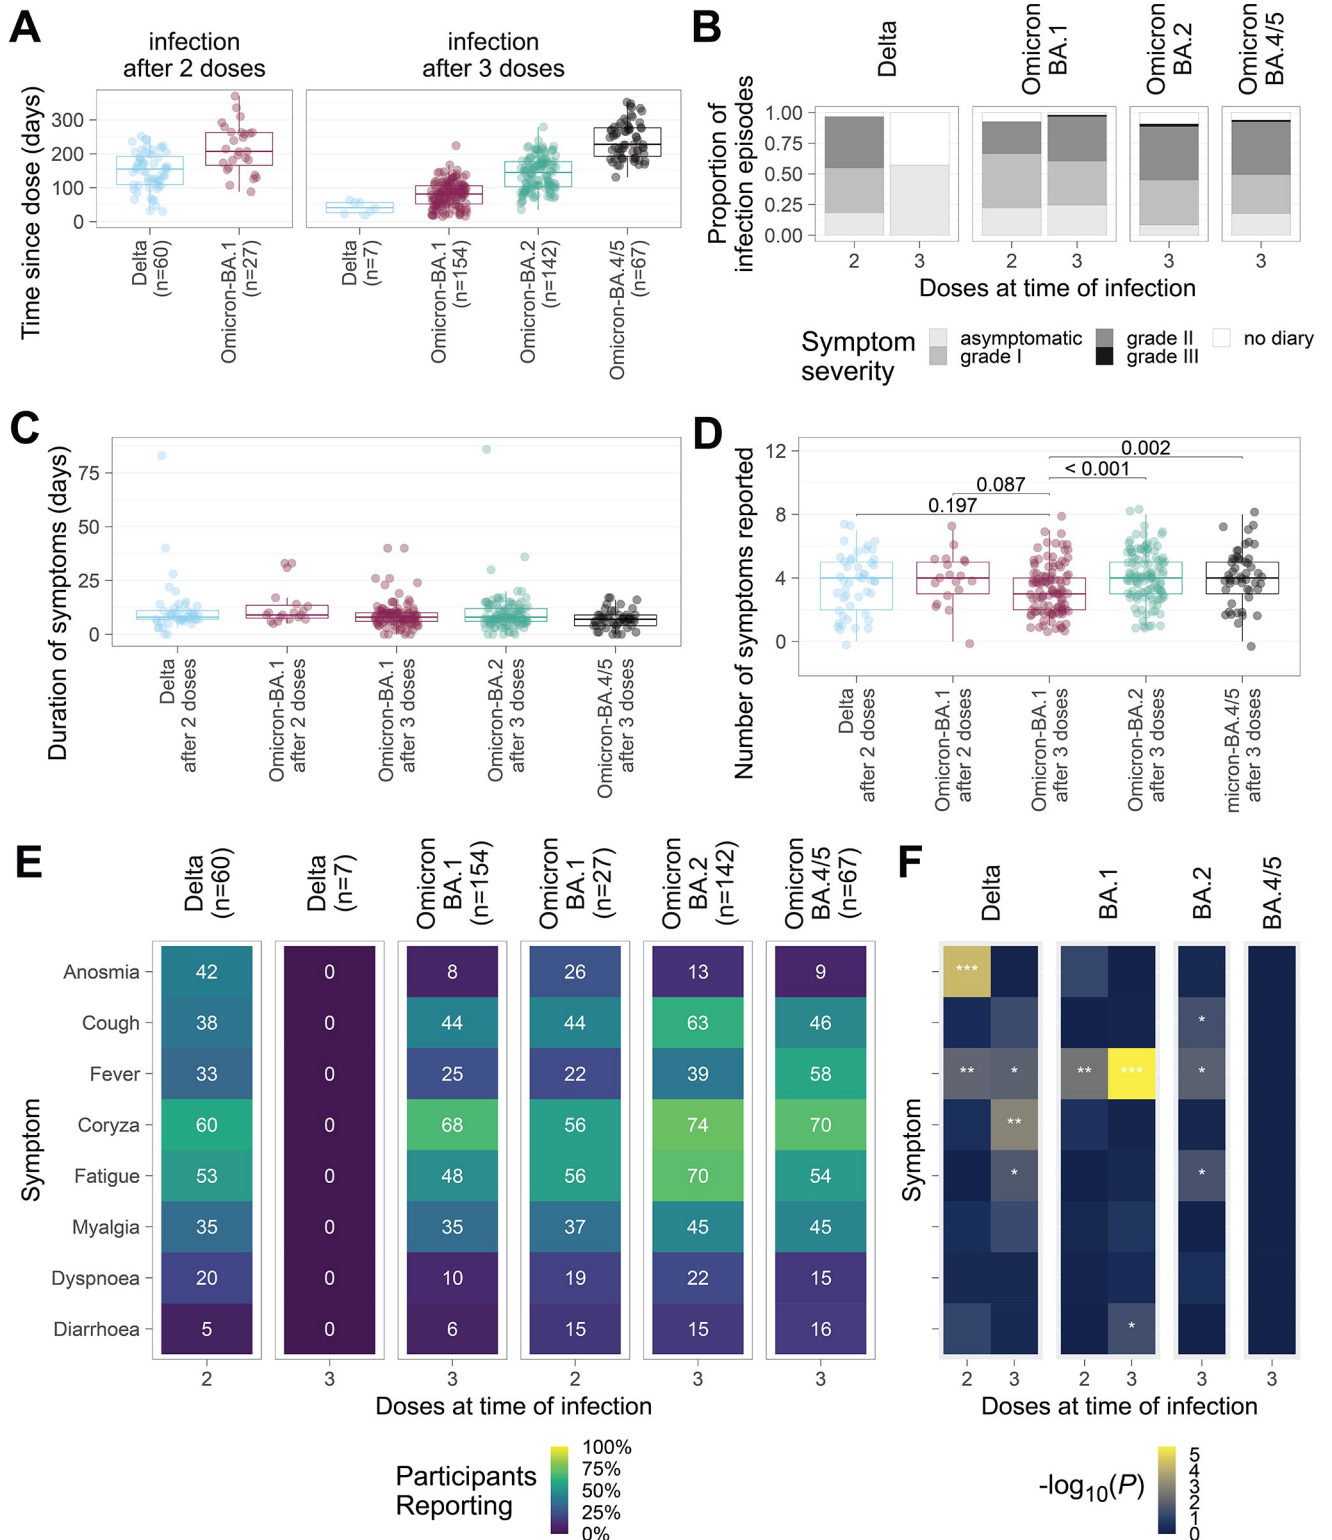 A
infection
after 2 doses
infection
after 3 doses
Time since dose (days)
300
200
100
0
Delta
(n=60)
Omicron-BA.1
(n=27)
Delta
(n=7)
Omicron-BA.1
(n=154)
Omicron-BA.2
(n=142)
Omicron-BA.4/5
(n=67)
B
Delta
Omicron
BA.1
Omicron
BA.2
Omicron
BA.4/5
Proportion of
infection episodes
1.00
0.75
0.50
0.25
0.00
2
3
2
3
3
3
Doses at time of infection
Symptom
severity
asymptomatic
grade I
grade II
grade III
no diary
C
Duration of symptoms (days)
75
50
25
0
Delta
after 2 doses
Omicron-BA.1
after 2 doses
Omicron-BA.1
after 3 doses
Omicron-BA.2
after 3 doses
Omicron-BA.4/5
after 3 doses
D
Number of symptoms reported
12
8
4
0
0.002
< 0.001
0.087
0.197
Delta
after 2 doses
Omicron-BA.1
after 2 doses
Omicron-BA.1
after 3 doses
Omicron-BA.2
after 3 doses
micron-BA.4/5
after 3 doses
E
Delta
(n=60)
Delta
(n=7)
Omicron
BA.1
(n=154)
Omicron
BA.1
(n=27)
Omicron
BA.2
(n=142)
Omicron
BA.4/5
(n=67)
Symptom
Anosmia 42 0 8 26 13 9
Cough 38 0 44 44 63 46
Fever 33 0 25 22 39 58
Coryza 60 0 68 56 74 70
Fatigue 53 0 48 56 70 54
Myalgia 35 0 35 37 45 45
Dyspnoea 20 0 10 19 22 15
Diarrhoea 5 0 6 15 15 16
2 3 3 2 3 3
Doses at time of infection
Participants
Reporting
100%
75%
50%
25%
0%
F
Delta
BA.1
BA.2
BA.4/5
Symptom
***
*
** * ** *** *
**
* *
*
2 3 2 3 3 3
Doses at time of infection
-log10(P)
5
4
3
2
1
0